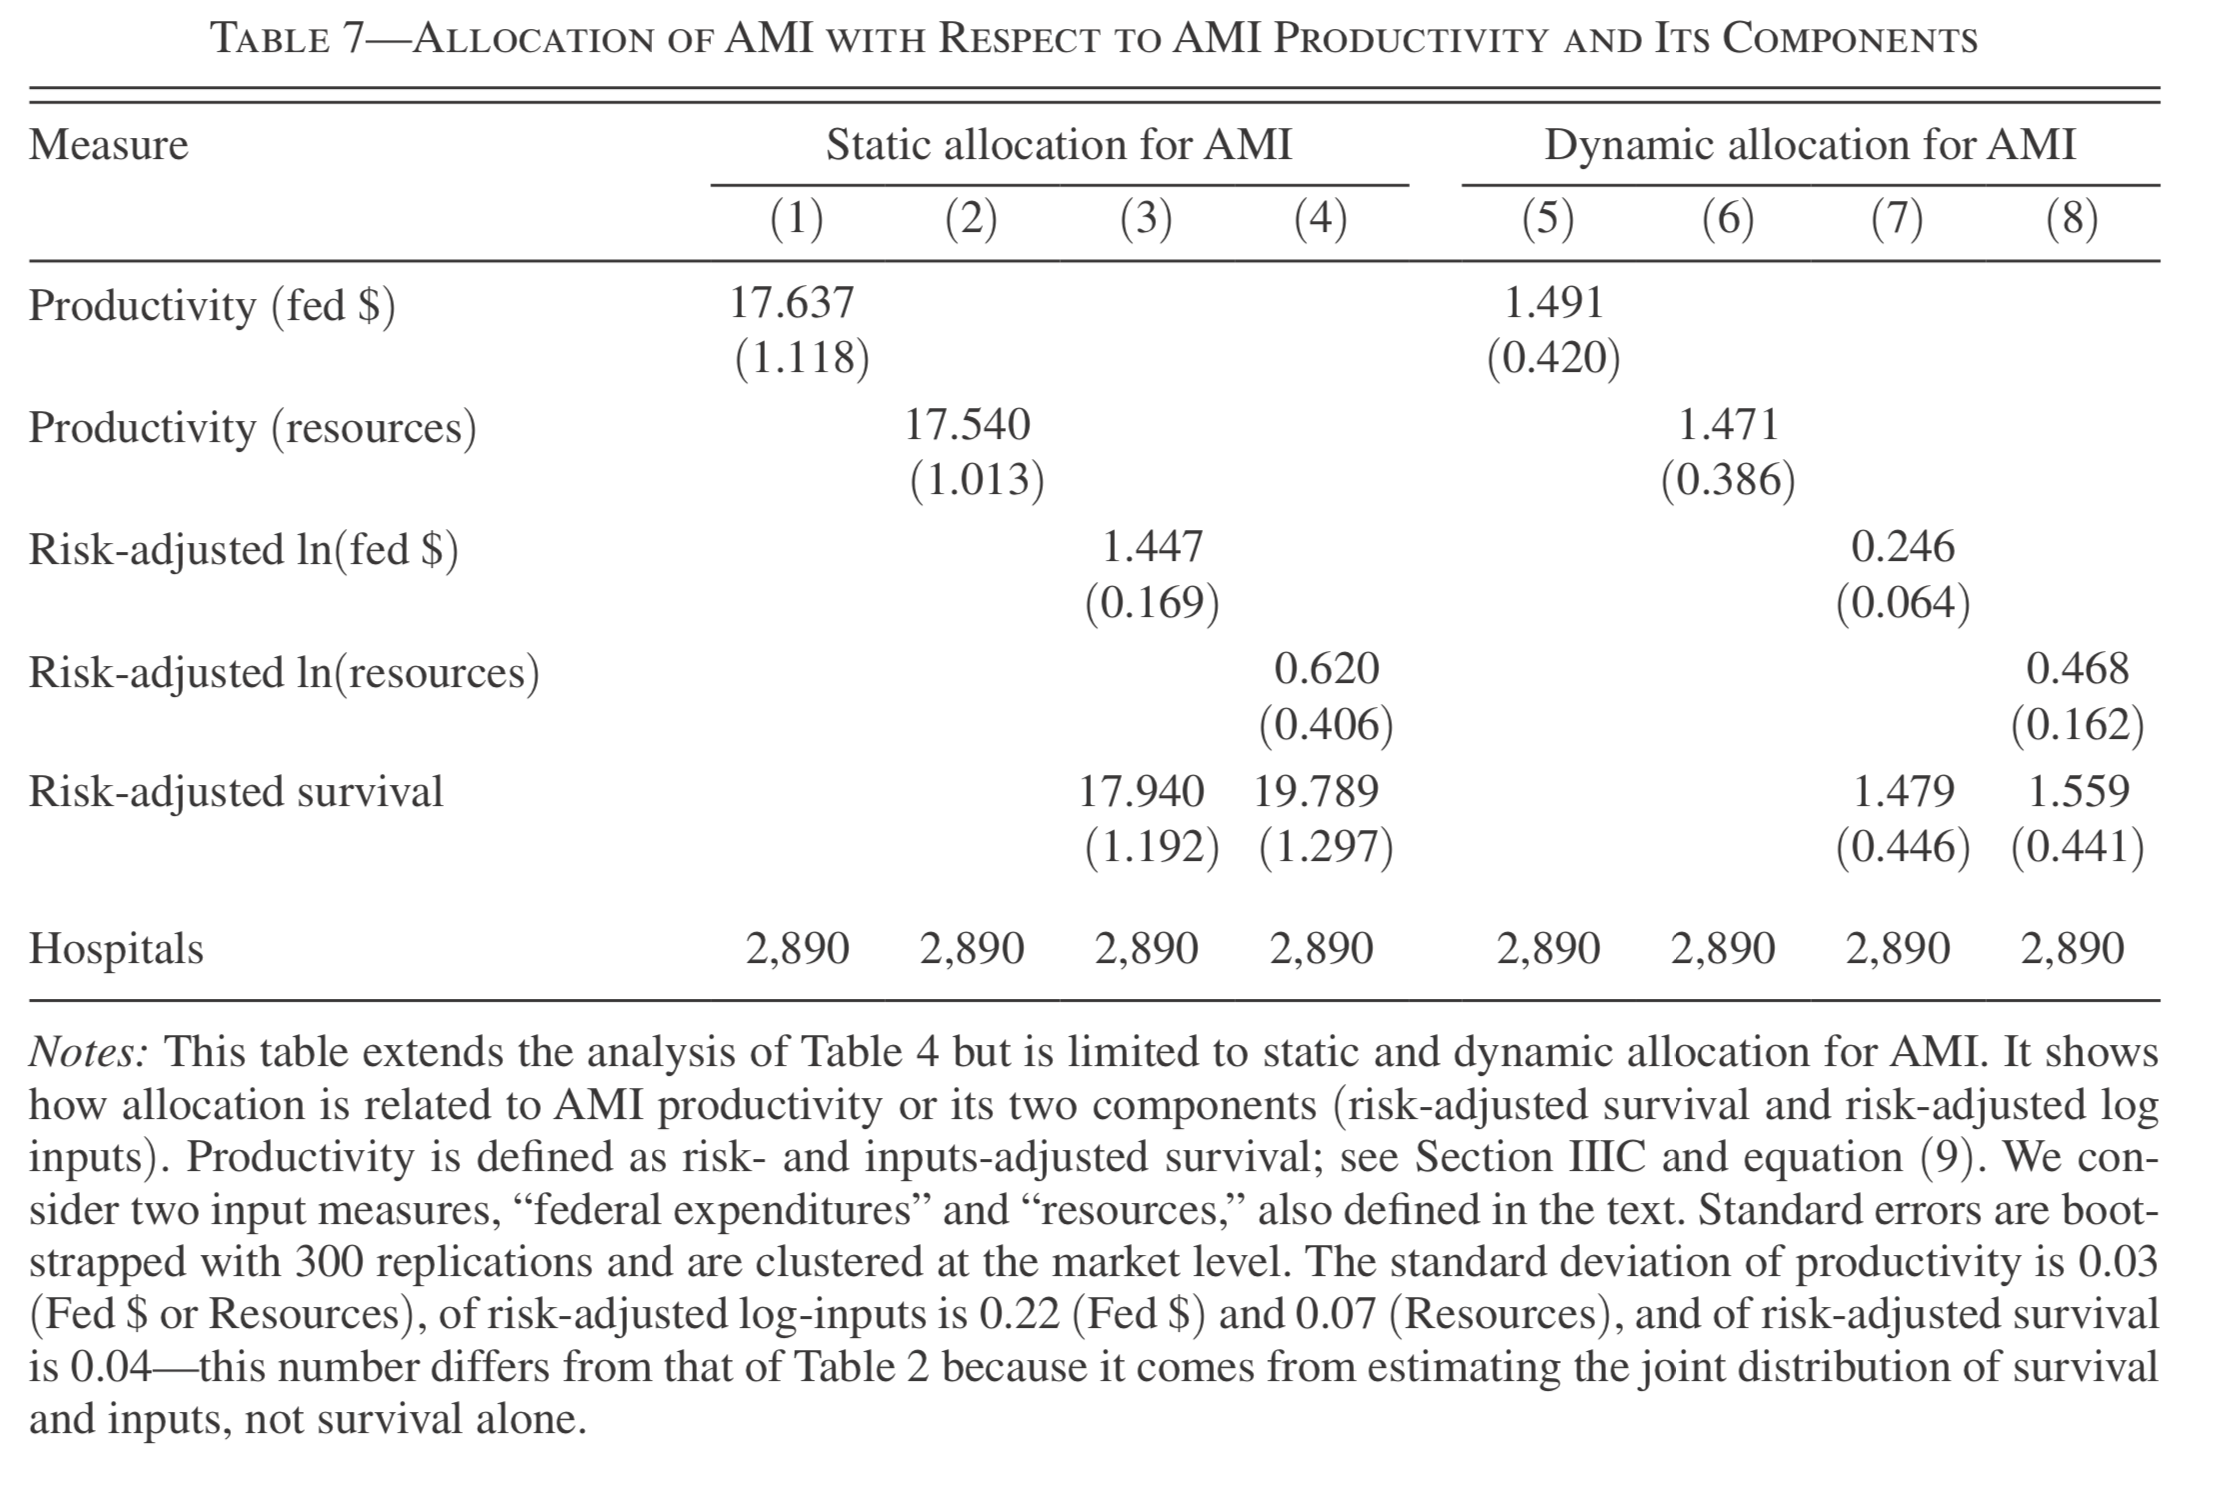 TABLE 7—ALLOCATION OF AMI WITH RESPECT TO AMI PRODUCTIVITY AND ITS COMPONENTS
Measure Static allocation for AMI Dynamic allocation for AMI
(1) (2) (3) (4) (5) (6) (7) (8)
Productivity (fed $) 17.637 1.491
(1.118) (0.420)
Productivity (resources) 17.540 1.471
(1.013) (0.386)
Risk-adjusted ln(fed $) 1.447 0.246
(0.169) (0.064)
Risk-adjusted ln(resources) 0.620 0.468
(0.406) (0.162)
Risk-adjusted survival 17.940 19.789 1.479 1.559
(1.192) (1.297) (0.446) (0.441)
Hospitals 2,890 2,890 2,890 2,890 2,890 2,890 2,890 2,890
Notes: This table extends the analysis of Table 4 but is limited to static and dynamic allocation for AMI. It shows
how allocation is related to AMI productivity or its two components (risk-adjusted survival and risk-adjusted log
inputs). Productivity is defined as risk- and inputs-adjusted survival; see Section IIIC and equation (9). We con-
sider two input measures, “federal expenditures” and “resources,” also defined in the text. Standard errors are boot-
strapped with 300 replications and are clustered at the market level. The standard deviation of productivity is 0.03
(Fed $ or Resources), of risk-adjusted log-inputs is 0.22 (Fed $) and 0.07 (Resources), and of risk-adjusted survival
is 0.04—this number differs from that of Table 2 because it comes from estimating the joint distribution of survival
and inputs, not survival alone.